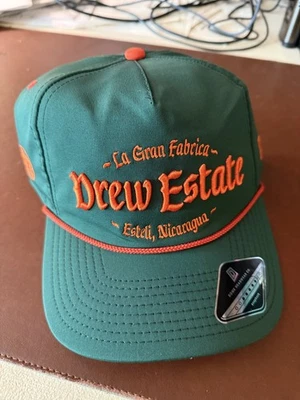 ~ La Gran Fabrica ~
Drew Estate
~ Esteli, Nicaragua ~